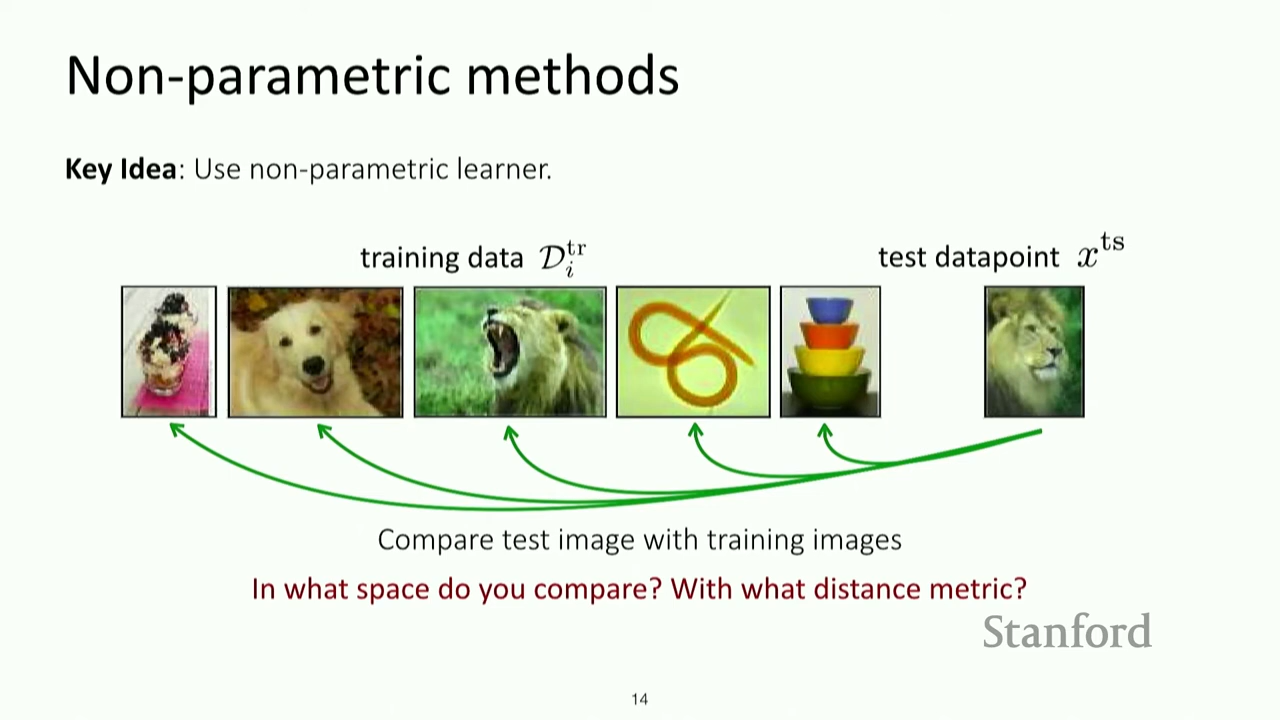 Non-parametric methods
Key Idea: Use non-parametric learner.
training data 𝒟ᵢᵗʳ
test datapoint xᵗˢ
Compare test image with training images
In what space do you compare? With what distance metric?
Stanford
14